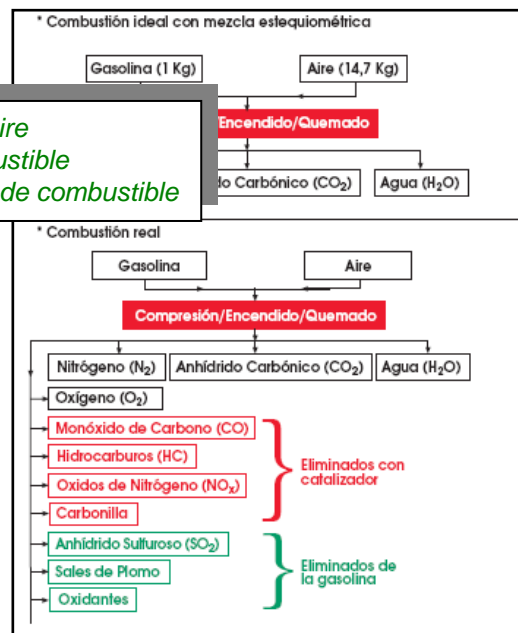 * Combustión ideal con mezcla estequiométrica
Gasolina (1 Kg) Aire (14,7 Kg)
/Encendido/Quemado
Carbónico (CO₂) Agua (H₂O)
de combustible
* Combustión real
Gasolina Aire
Compresión/Encendido/Quemado
Nitrógeno (N₂) Anhídrido Carbónico (CO₂) Agua (H₂O)
Oxígeno (O₂)
Monóxido de Carbono (CO)
Hidrocarburos (HC)
Eliminados con
catalizador
Oxidos de Nitrógeno (NOₓ)
Carbonilla
Anhídrido Sulfuroso (SO₂)
Sales de Plomo
Eliminados de
la gasolina
Oxidantes